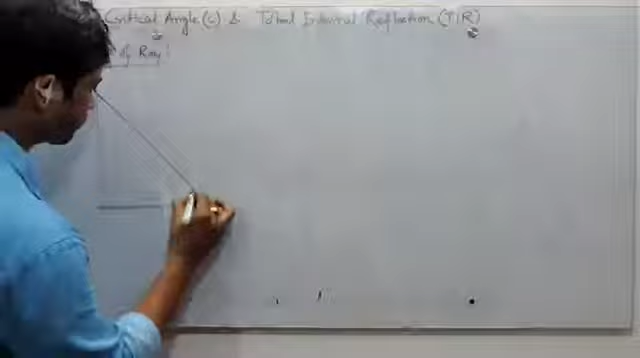 Critical Angle (c) & Total Internal Reflection (TIR)
of Ray: